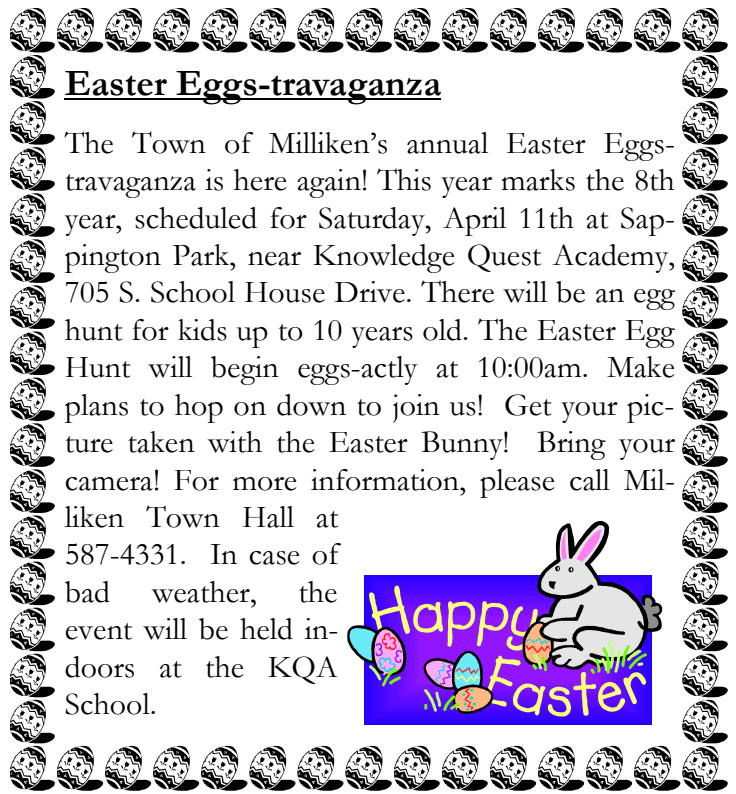 Easter Eggs-travaganza
The Town of Milliken's annual Easter Eggs-
travaganza is here again! This year marks the 8th
year, scheduled for Saturday, April 11th at Sap-
pington Park, near Knowledge Quest Academy,
705 S. School House Drive. There will be an egg
hunt for kids up to 10 years old. The Easter Egg
Hunt will begin eggs-actly at 10:00am. Make
plans to hop on down to join us!  Get your pic-
ture taken with the Easter Bunny!  Bring your
camera! For more information, please call Mil-
liken Town Hall at
587-4331.  In case of
bad weather, the
event will be held in-
doors at the KQA
School.
Happy
Easter